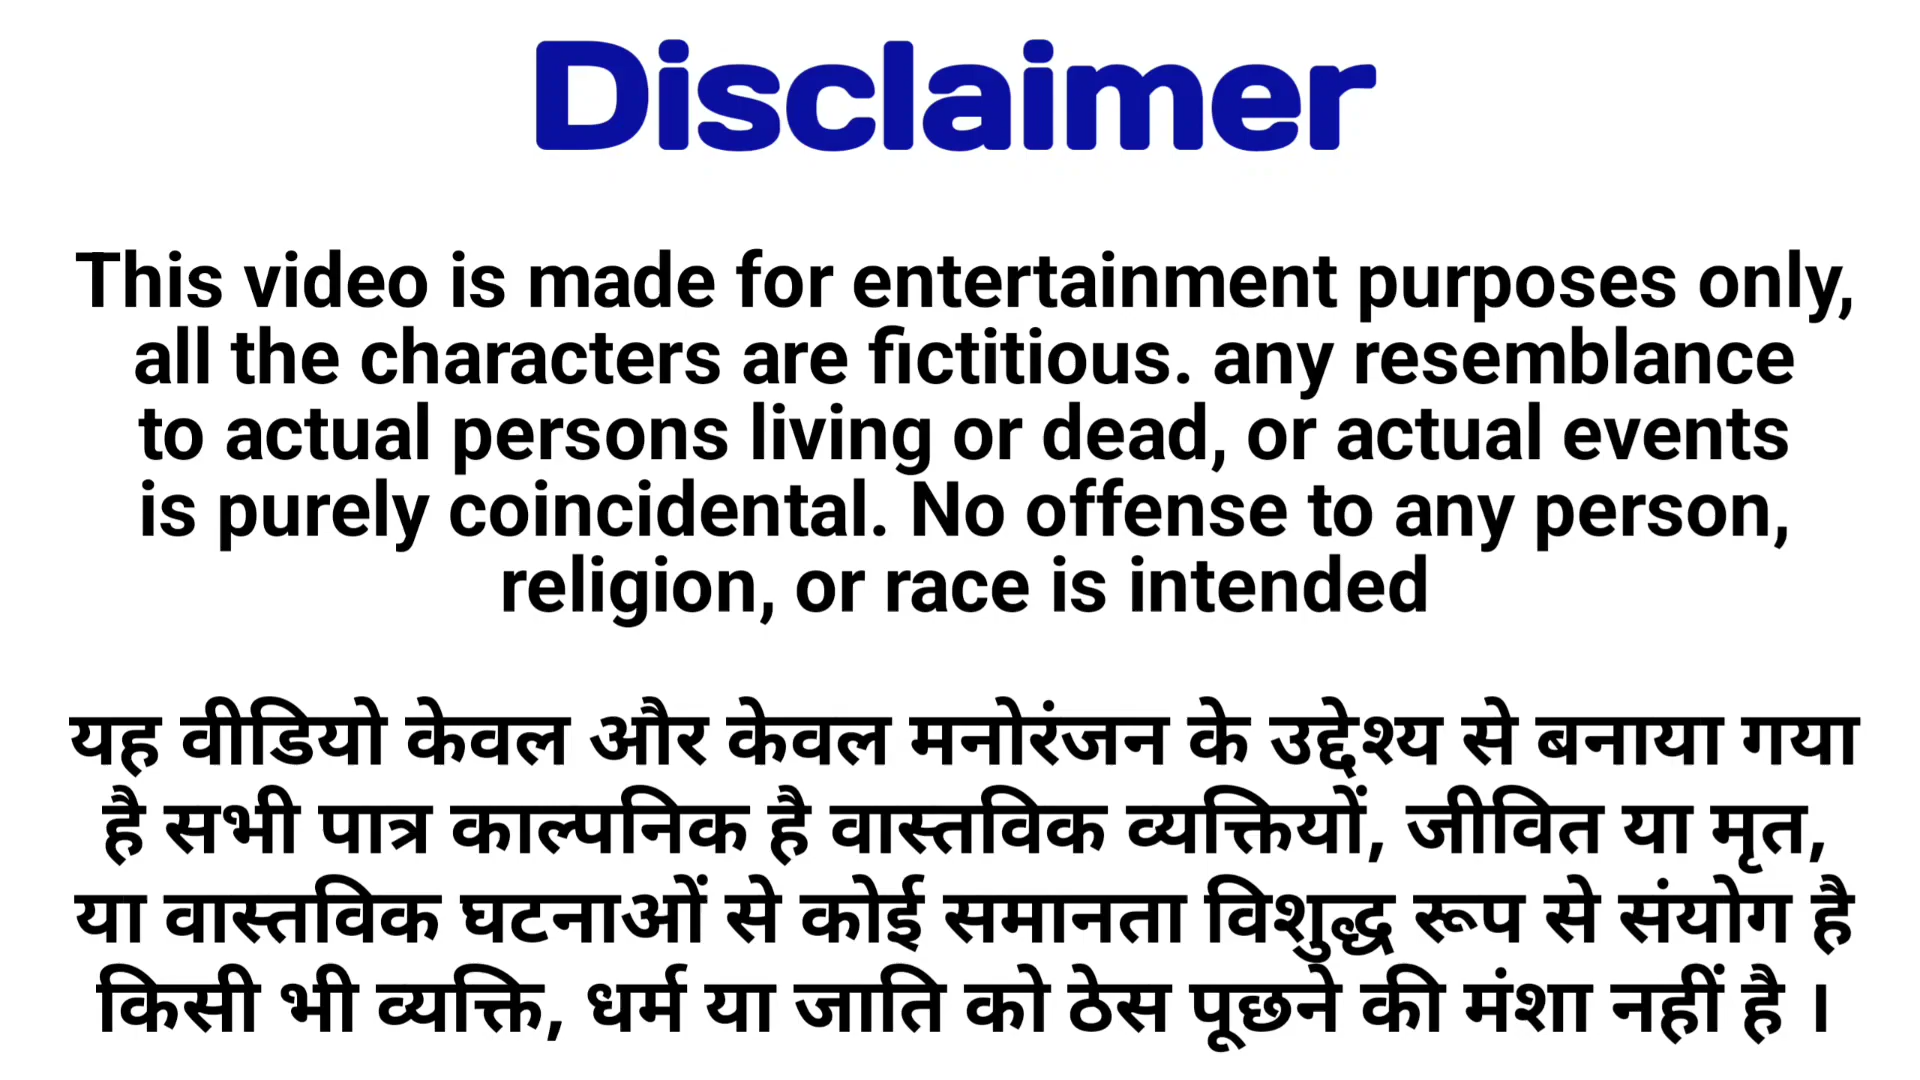 Disclaimer
This video is made for entertainment purposes only,
all the characters are fictitious. any resemblance
to actual persons living or dead, or actual events
is purely coincidental. No offense to any person,
religion, or race is intended
यह वीडियो केवल और केवल मनोरंजन के उद्देश्य से बनाया गया
है सभी पात्र काल्पनिक है वास्तविक व्यक्तियों, जीवित या मृत,
या वास्तविक घटनाओं से कोई समानता विशुद्ध रूप से संयोग है
किसी भी व्यक्ति, धर्म या जाति को ठेस पूछने की मंशा नहीं है ।